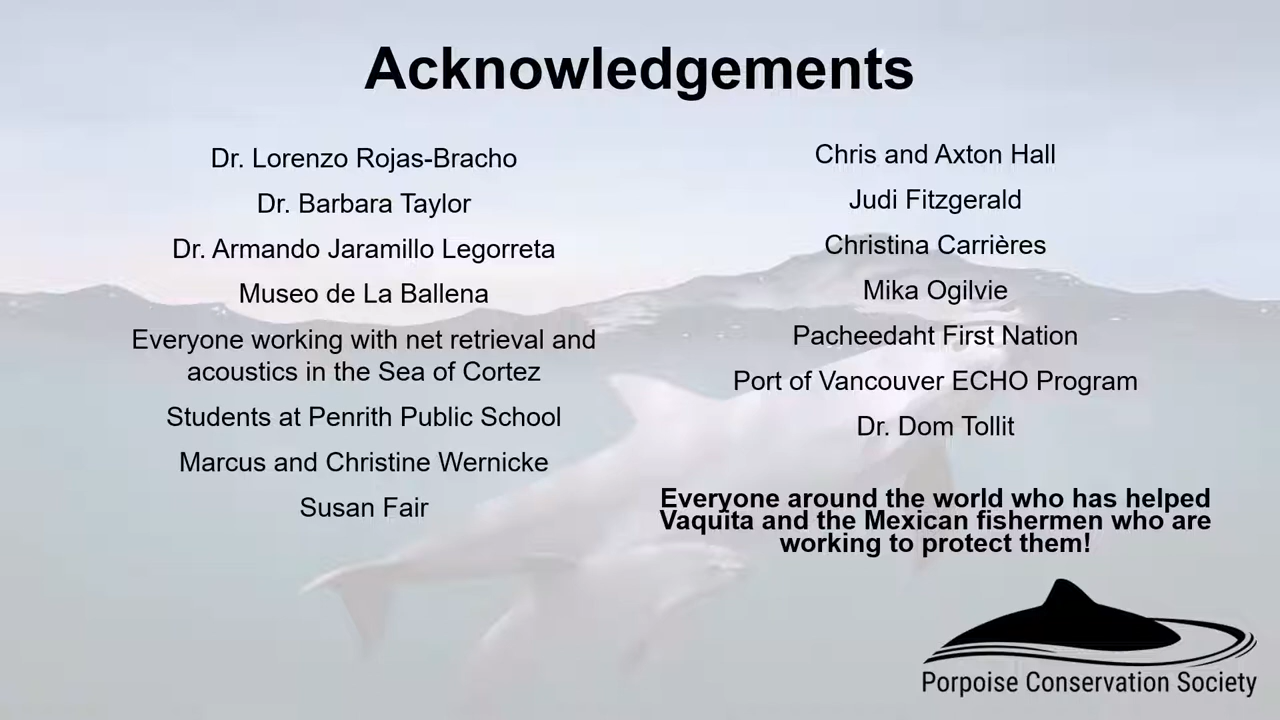 Acknowledgements
Dr. Lorenzo Rojas-Bracho
Dr. Barbara Taylor
Dr. Armando Jaramillo Legorreta
Museo de La Ballena
Everyone working with net retrieval and
acoustics in the Sea of Cortez
Students at Penrith Public School
Marcus and Christine Wernicke
Susan Fair
Chris and Axton Hall
Judi Fitzgerald
Christina Carrières
Mika Ogilvie
Pacheedaht First Nation
Port of Vancouver ECHO Program
Dr. Dom Tollit
Everyone around the world who has helped
Vaquita and the Mexican fishermen who are
working to protect them!
Porpoise Conservation Society